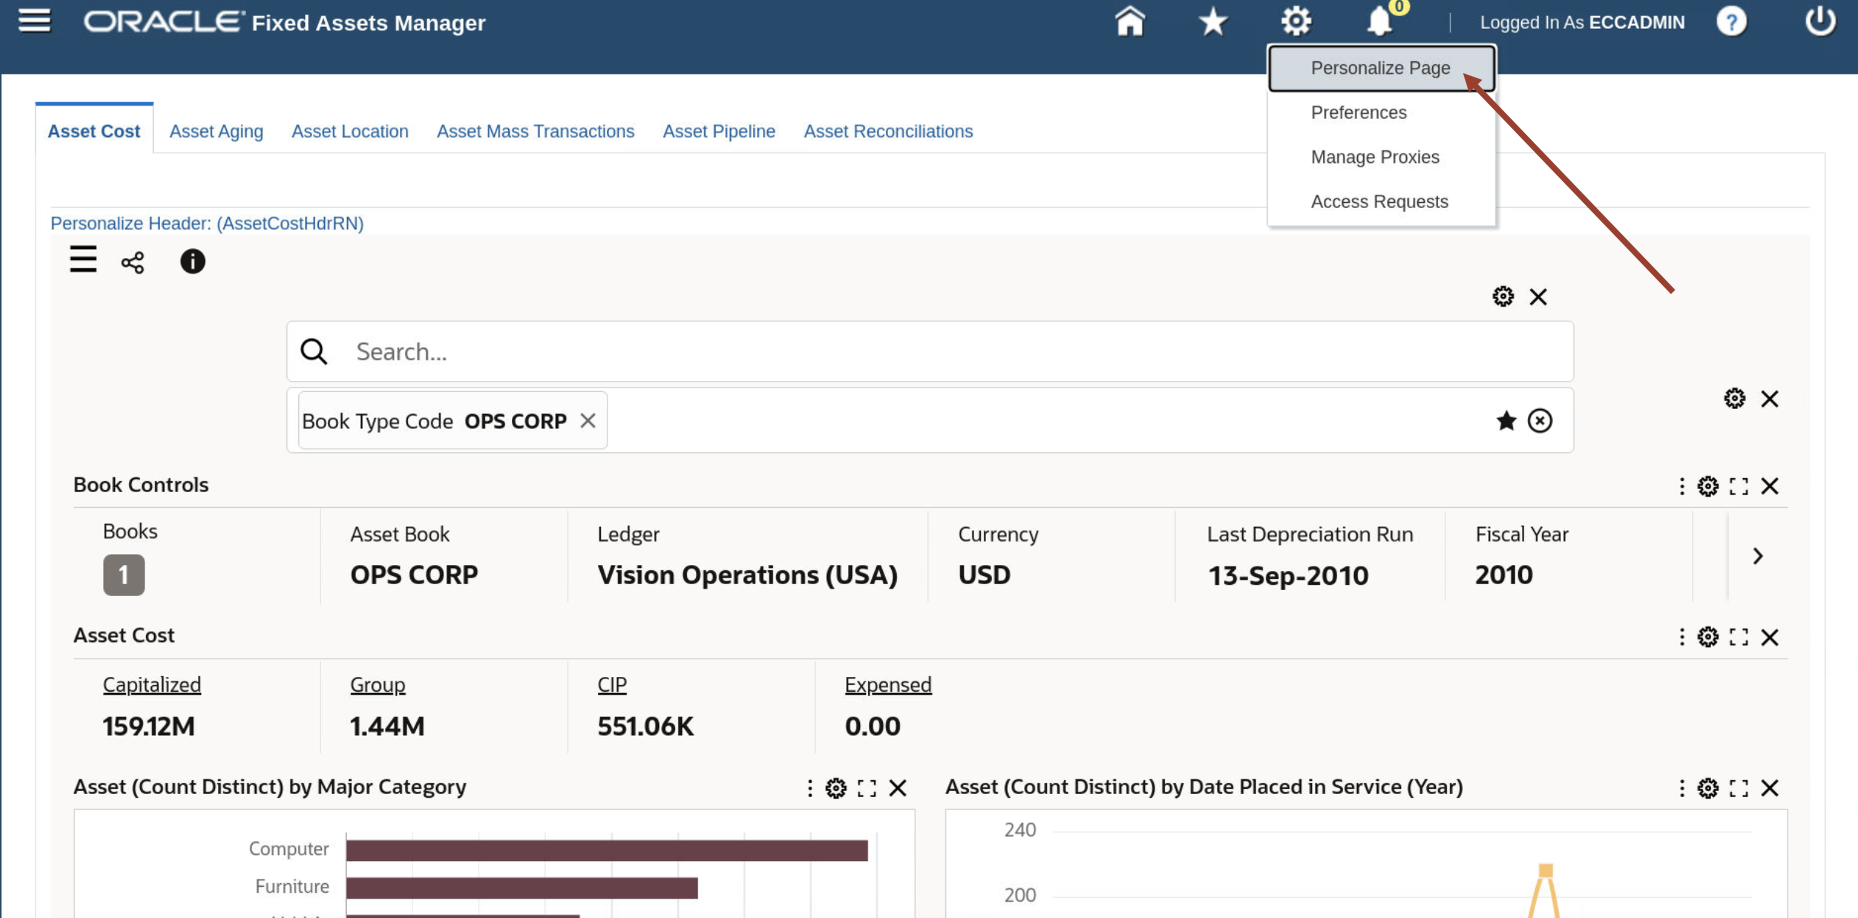 ORACLE Fixed Assets Manager
0
Logged In As ECCADMIN
?
Personalize Page
Preferences
Manage Proxies
Access Requests
Asset Cost
Asset Aging
Asset Location
Asset Mass Transactions
Asset Pipeline
Asset Reconciliations
Personalize Header: (AssetCostHdrRN)
Search...
Book Type Code OPS CORP
Book Controls
Books
1
Asset Book
OPS CORP
Ledger
Vision Operations (USA)
Currency
USD
Last Depreciation Run
13-Sep-2010
Fiscal Year
2010
Asset Cost
Capitalized
159.12M
Group
1.44M
CIP
551.06K
Expensed
0.00
Asset (Count Distinct) by Major Category
Computer
Furniture
Asset (Count Distinct) by Date Placed in Service (Year)
240
200